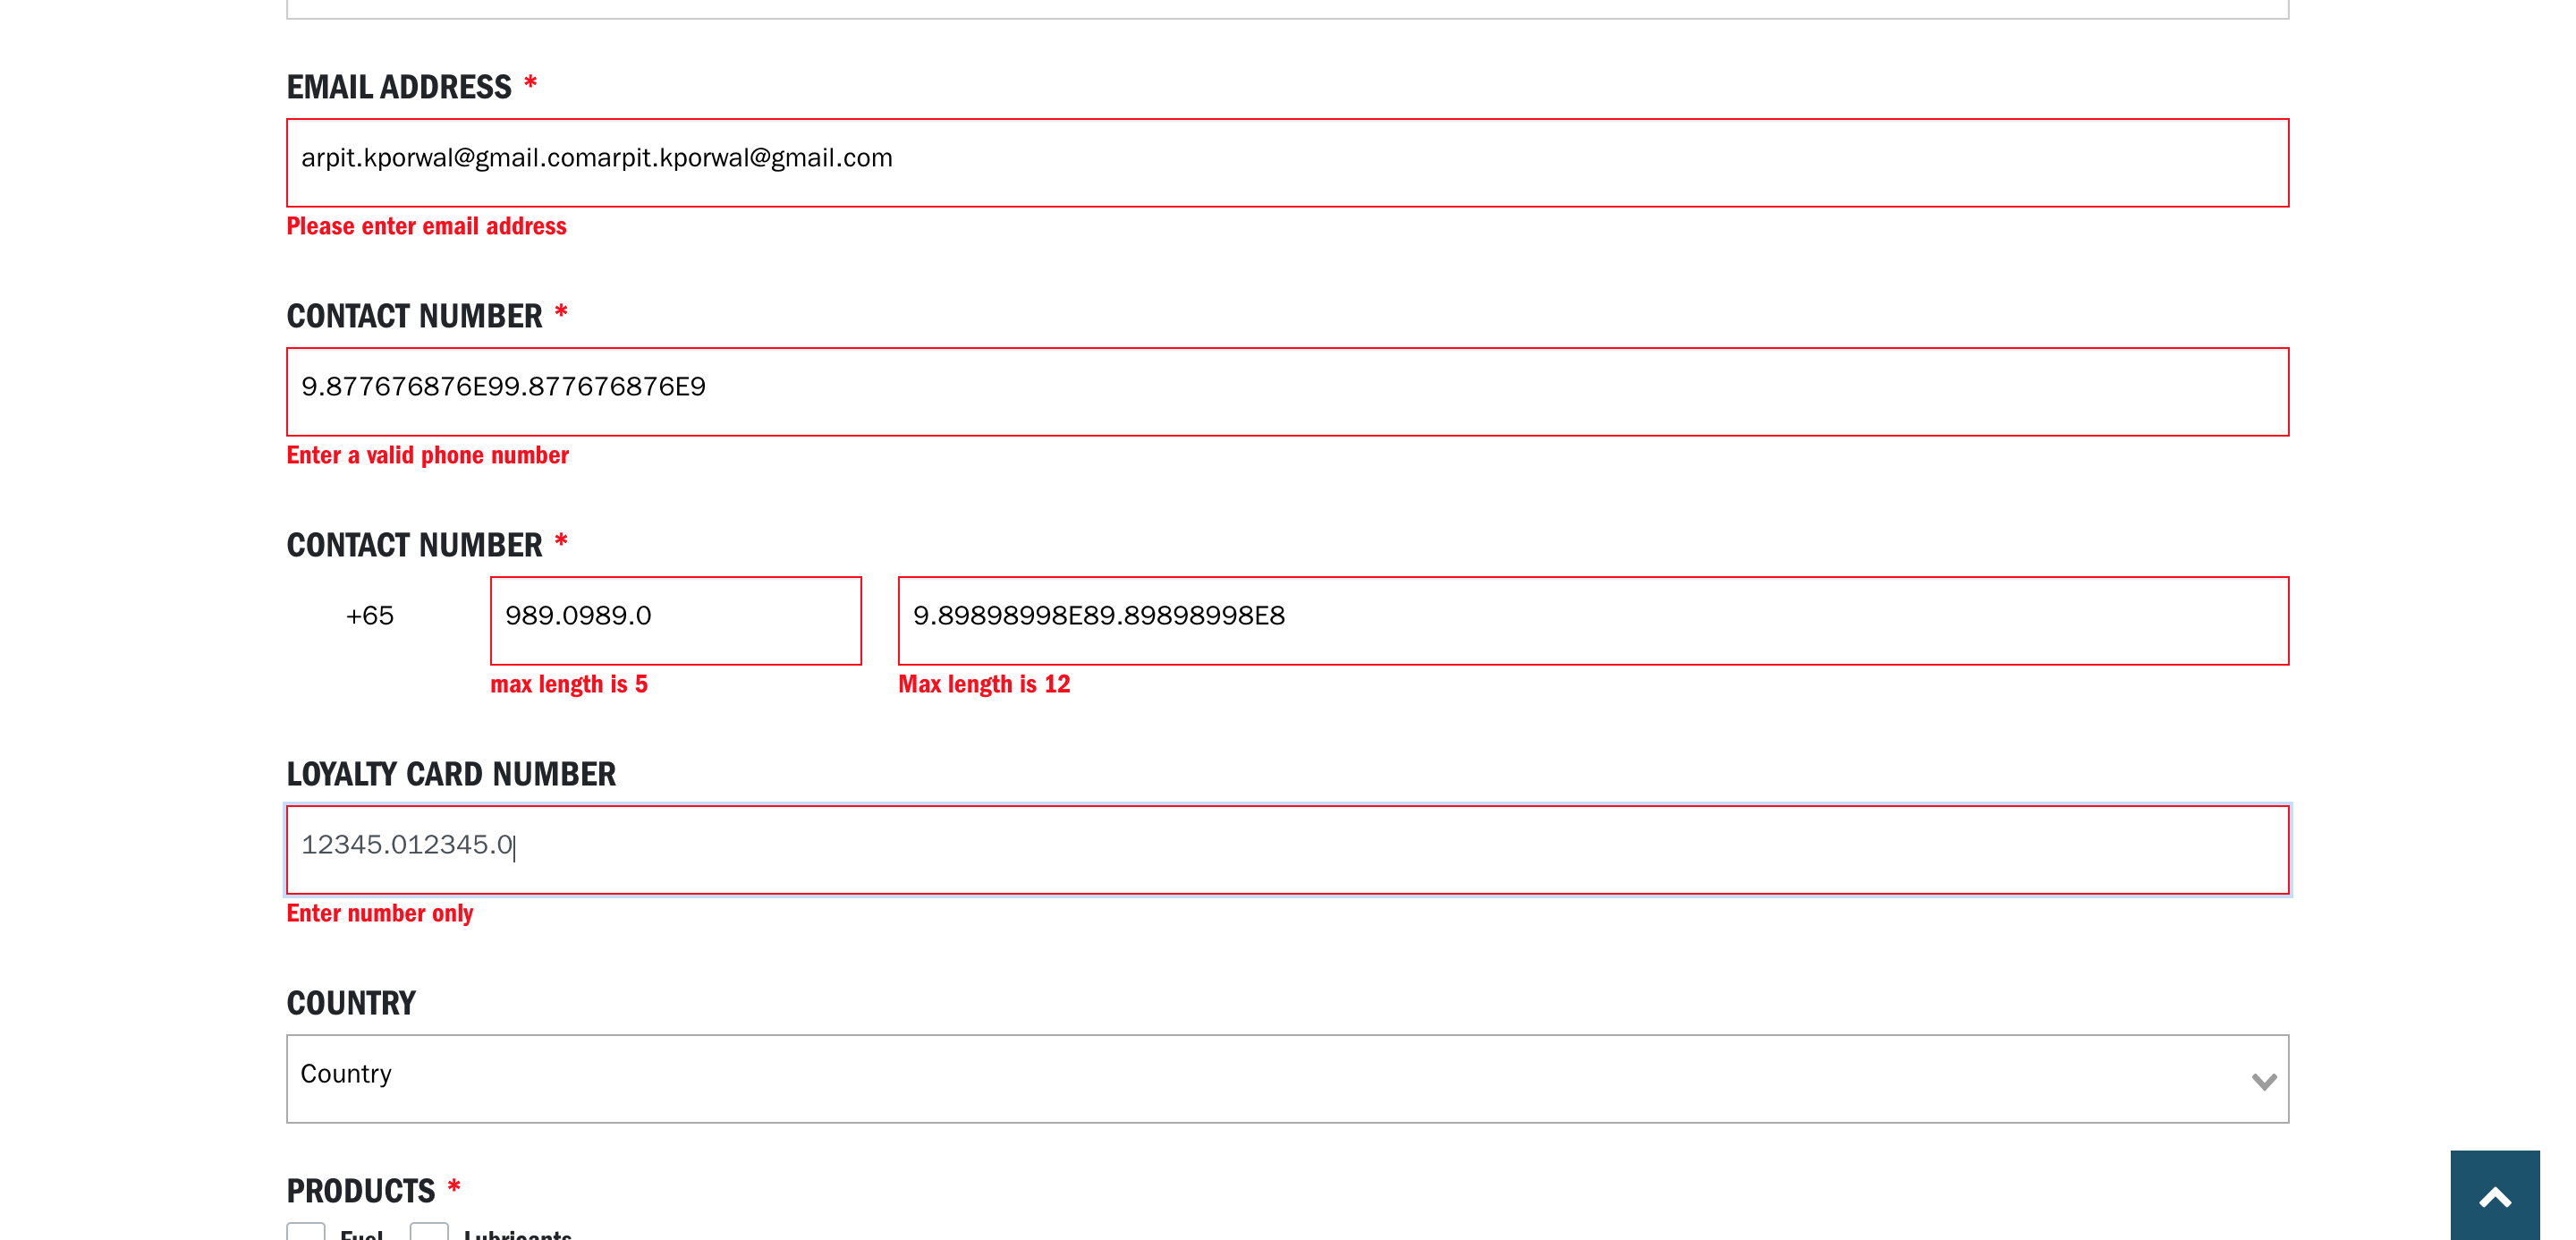 EMAIL ADDRESS *
arpit.kporwal@gmail.comarpit.kporwal@gmail.com
Please enter email address
CONTACT NUMBER *
9.877676876E99.877676876E9
Enter a valid phone number
CONTACT NUMBER *
+65 989.0989.0 9.89898998E89.89898998E8
max length is 5 Max length is 12
LOYALTY CARD NUMBER
12345.012345.0
Enter number only
COUNTRY
Country
PRODUCTS *
Fuel Lubricants